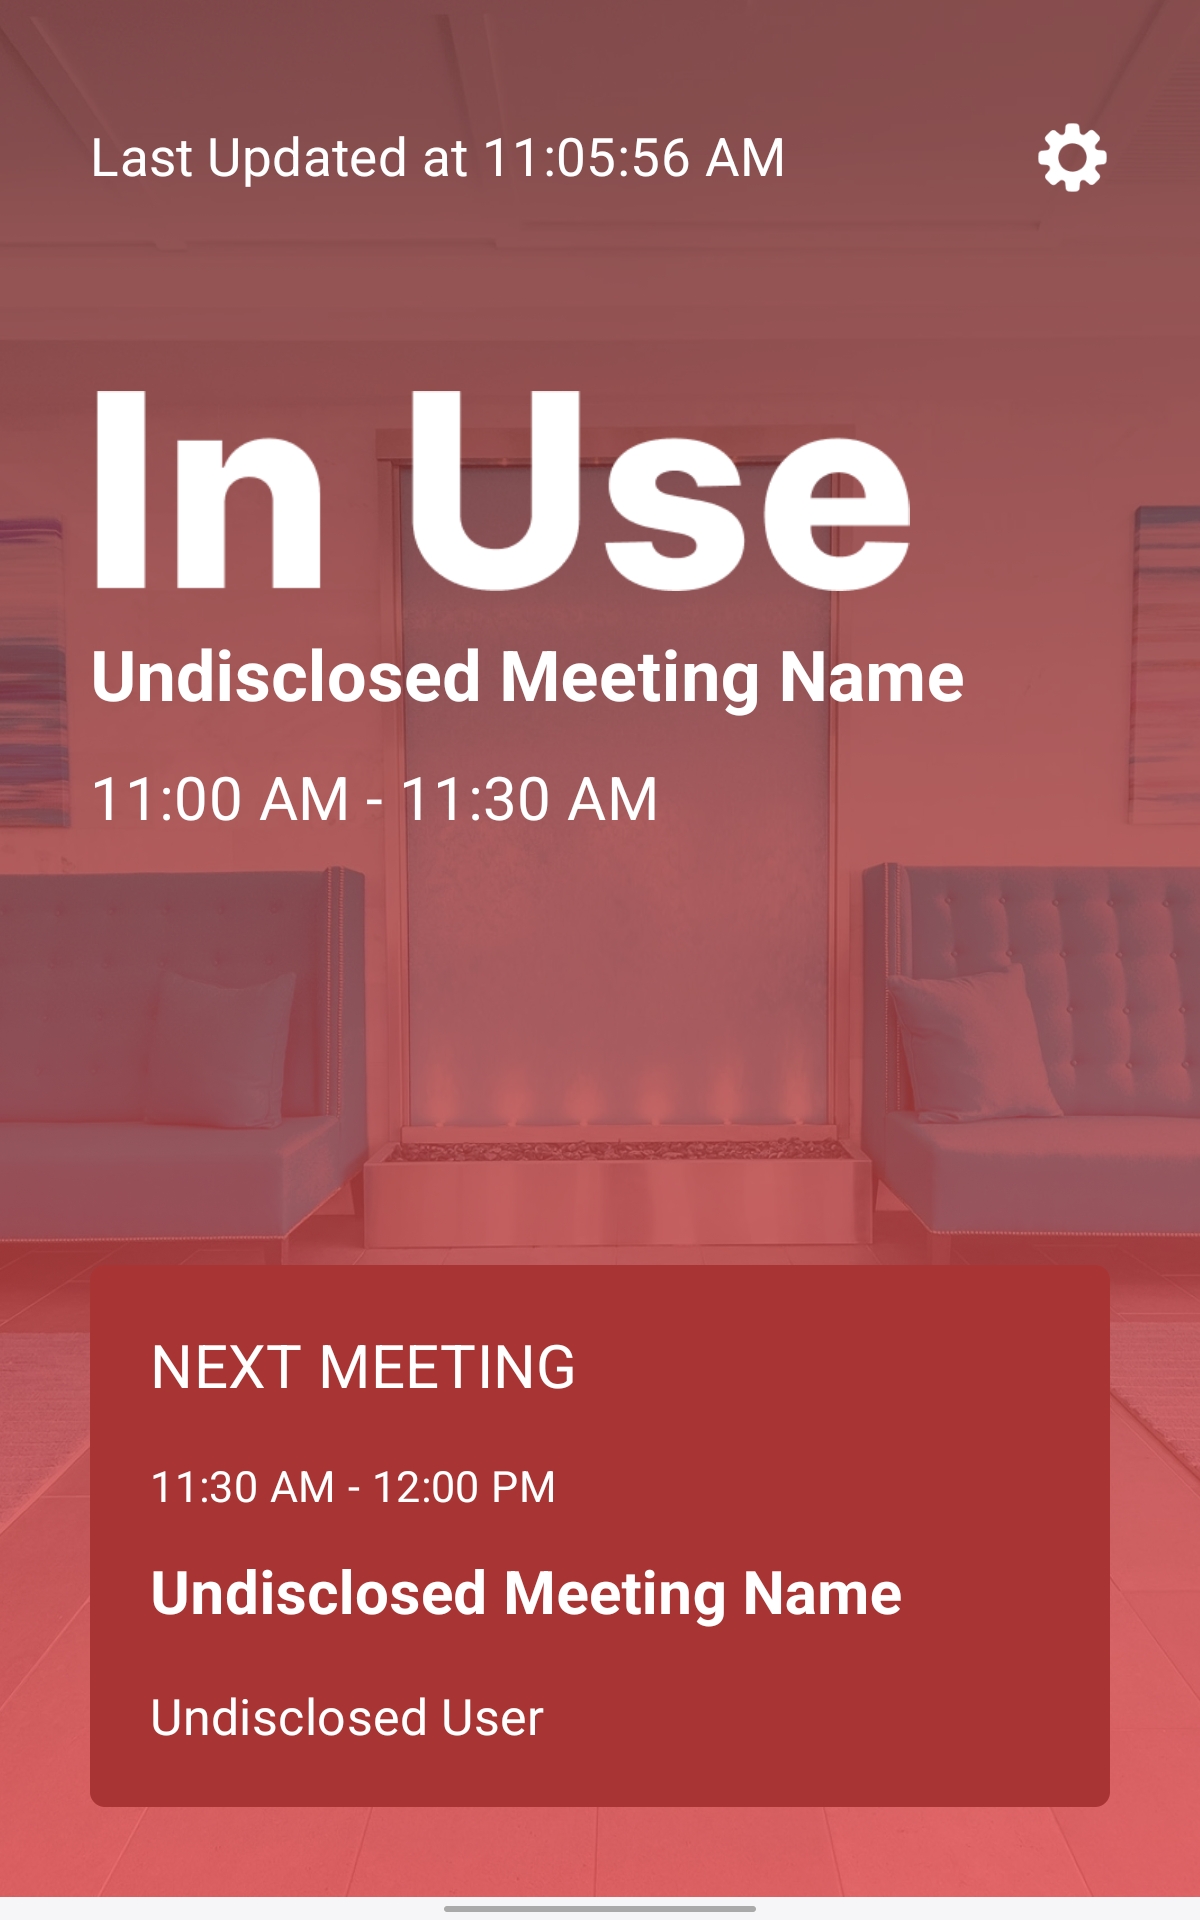 Last Updated at 11:05:56 AM
In Use
Undisclosed Meeting Name
11:00 AM - 11:30 AM
NEXT MEETING
11:30 AM - 12:00 PM
Undisclosed Meeting Name
Undisclosed User